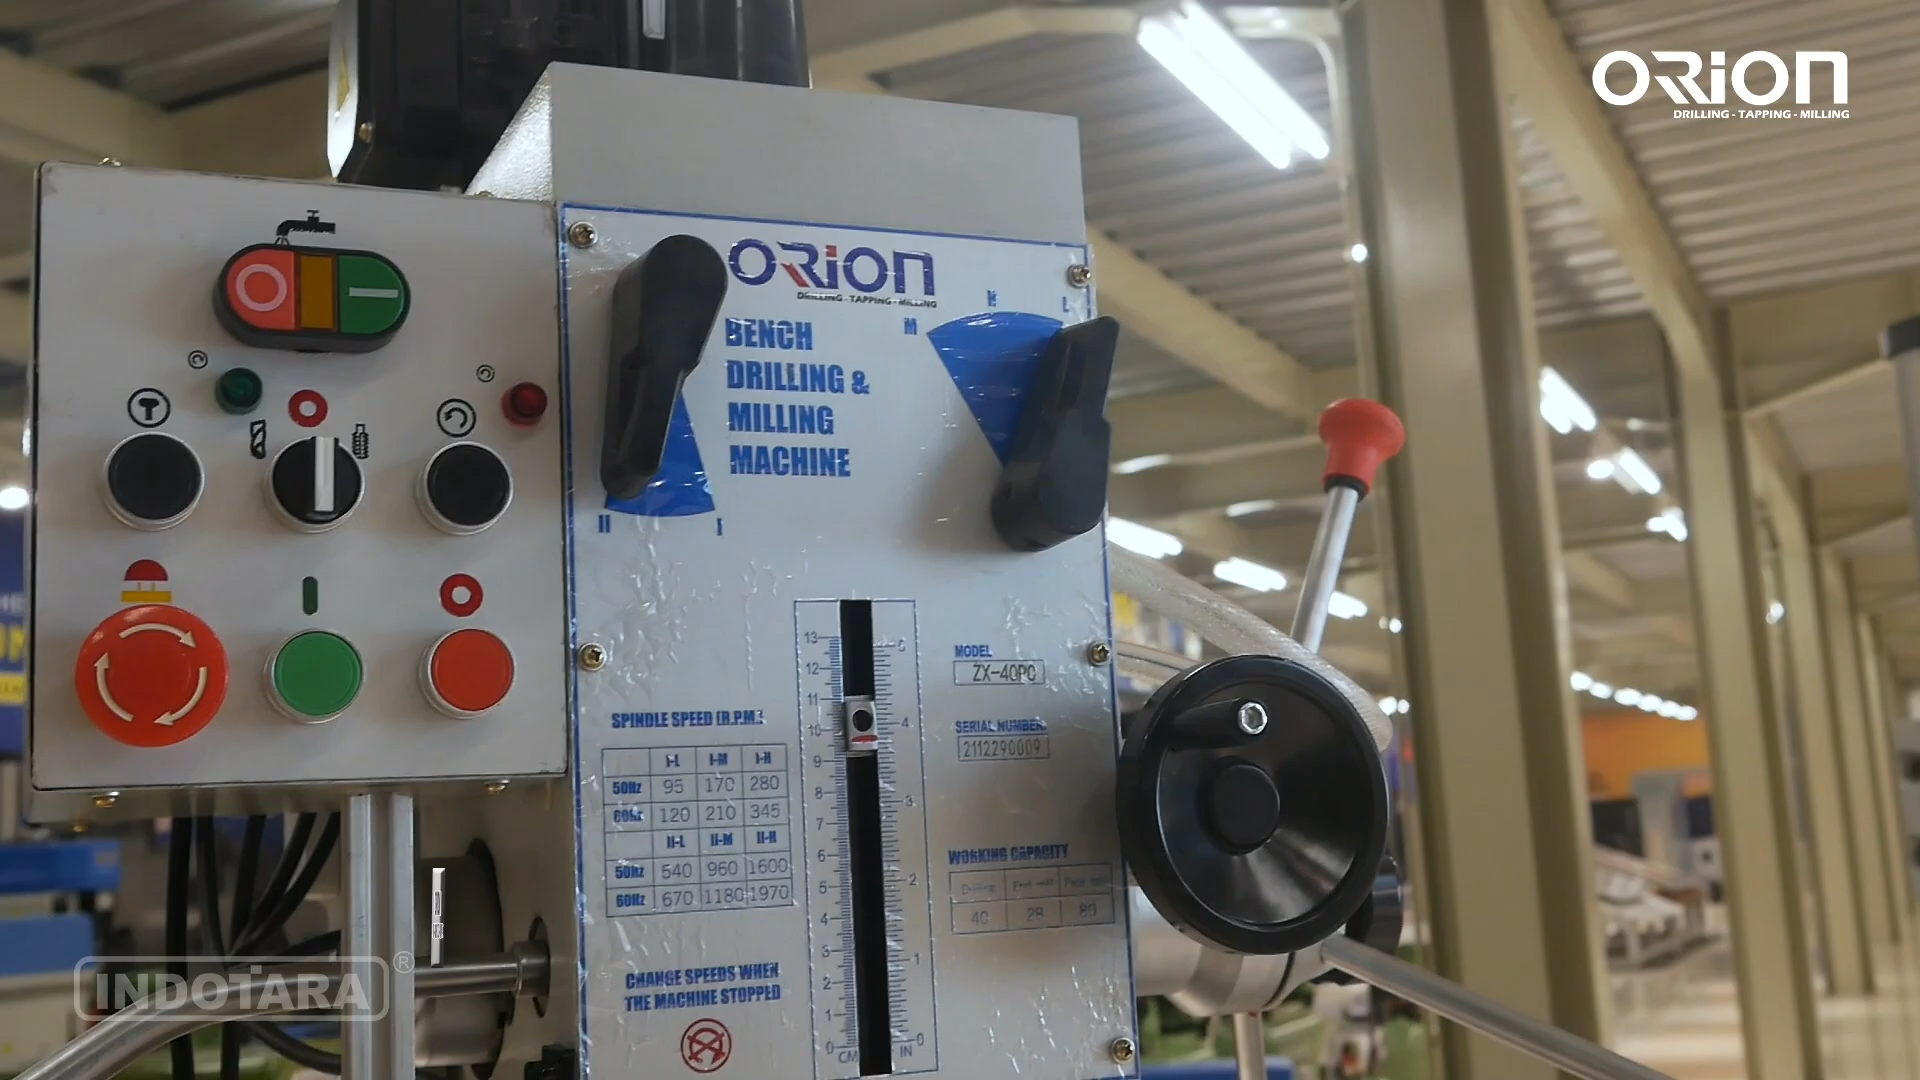 ORION
DRILLING - TAPPING - MILLING
ORION
DRILLING - TAPPING - MILLING
BENCH
DRILLING &
MILLING
MACHINE
M H L
II I
MODEL
ZX-40PC
SERIAL NUMBER:
2112290009
SPINDLE SPEED (R.P.M.)
I-L I-M I-H
50Hz 95 170 280
60Hz 120 210 345
II-L II-M II-H
50Hz 540 960 1600
60Hz 670 1180 1970
13 12 11 10 9 8 7 6 5 4 3 2 1 0
CM
5 4 3 2 1 0
IN
WORKING CAPACITY
Drilling Face mill
40 28 80
CHANGE SPEEDS WHEN
THE MACHINE STOPPED
INDOTARA®